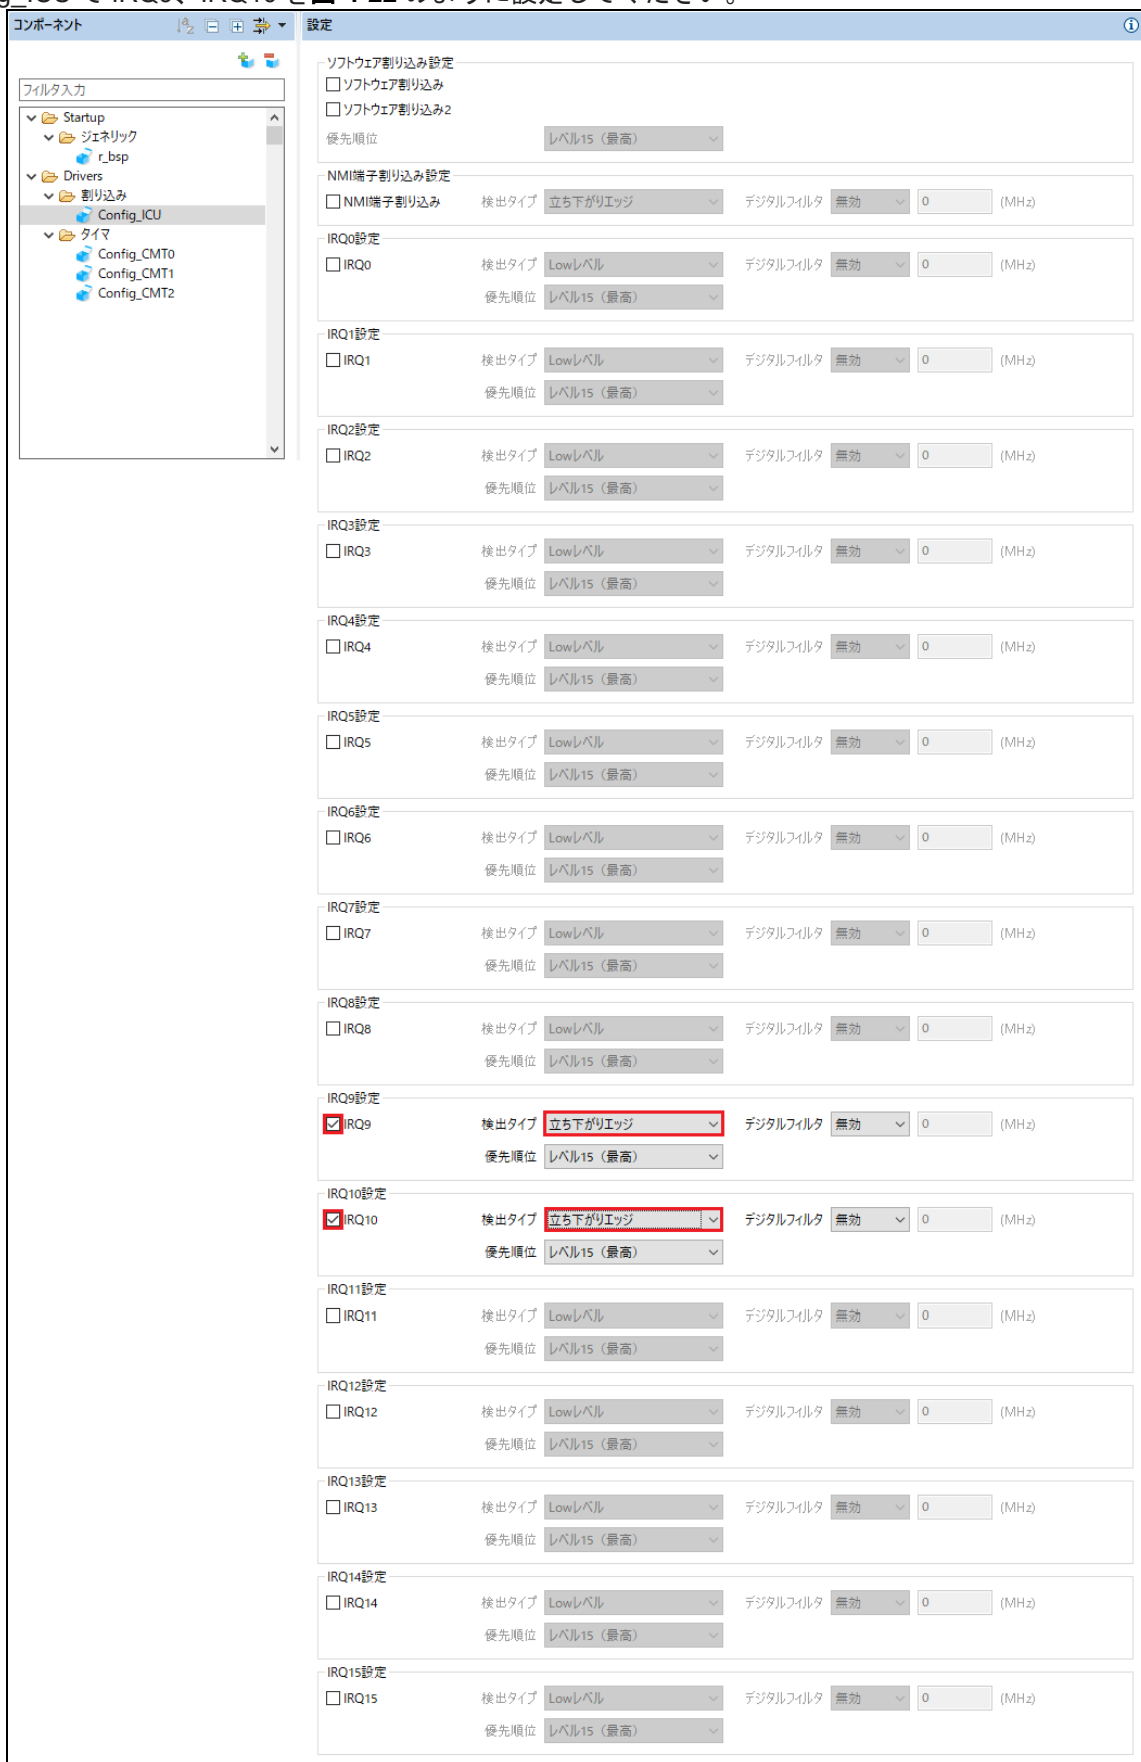 g_ICU で IRQ9、IRQ10 を図 4-22 のように設定してください。
コンポーネント
設定
フィルタ入力
Startup
ジェネリック
r_bsp
Drivers
割り込み
Config_ICU
タイマ
Config_CMT0
Config_CMT1
Config_CMT2
ソフトウェア割り込み設定
ソフトウェア割り込み
ソフトウェア割り込み2
優先順位 レベル15（最高）
NMI端子割り込み設定
NMI端子割り込み 検出タイプ 立ち下がりエッジ デジタルフィルタ 無効 0 (MHz)
IRQ0設定
IRQ0 検出タイプ Lowレベル デジタルフィルタ 無効 0 (MHz)
優先順位 レベル15（最高）
IRQ1設定
IRQ1 検出タイプ Lowレベル デジタルフィルタ 無効 0 (MHz)
優先順位 レベル15（最高）
IRQ2設定
IRQ2 検出タイプ Lowレベル デジタルフィルタ 無効 0 (MHz)
優先順位 レベル15（最高）
IRQ3設定
IRQ3 検出タイプ Lowレベル デジタルフィルタ 無効 0 (MHz)
優先順位 レベル15（最高）
IRQ4設定
IRQ4 検出タイプ Lowレベル デジタルフィルタ 無効 0 (MHz)
優先順位 レベル15（最高）
IRQ5設定
IRQ5 検出タイプ Lowレベル デジタルフィルタ 無効 0 (MHz)
優先順位 レベル15（最高）
IRQ6設定
IRQ6 検出タイプ Lowレベル デジタルフィルタ 無効 0 (MHz)
優先順位 レベル15（最高）
IRQ7設定
IRQ7 検出タイプ Lowレベル デジタルフィルタ 無効 0 (MHz)
優先順位 レベル15（最高）
IRQ8設定
IRQ8 検出タイプ Lowレベル デジタルフィルタ 無効 0 (MHz)
優先順位 レベル15（最高）
IRQ9設定
IRQ9 検出タイプ 立ち下がりエッジ デジタルフィルタ 無効 0 (MHz)
優先順位 レベル15（最高）
IRQ10設定
IRQ10 検出タイプ 立ち下がりエッジ デジタルフィルタ 無効 0 (MHz)
優先順位 レベル15（最高）
IRQ11設定
IRQ11 検出タイプ Lowレベル デジタルフィルタ 無効 0 (MHz)
優先順位 レベル15（最高）
IRQ12設定
IRQ12 検出タイプ Lowレベル デジタルフィルタ 無効 0 (MHz)
優先順位 レベル15（最高）
IRQ13設定
IRQ13 検出タイプ Lowレベル デジタルフィルタ 無効 0 (MHz)
優先順位 レベル15（最高）
IRQ14設定
IRQ14 検出タイプ Lowレベル デジタルフィルタ 無効 0 (MHz)
優先順位 レベル15（最高）
IRQ15設定
IRQ15 検出タイプ Lowレベル デジタルフィルタ 無効 0 (MHz)
優先順位 レベル15（最高）